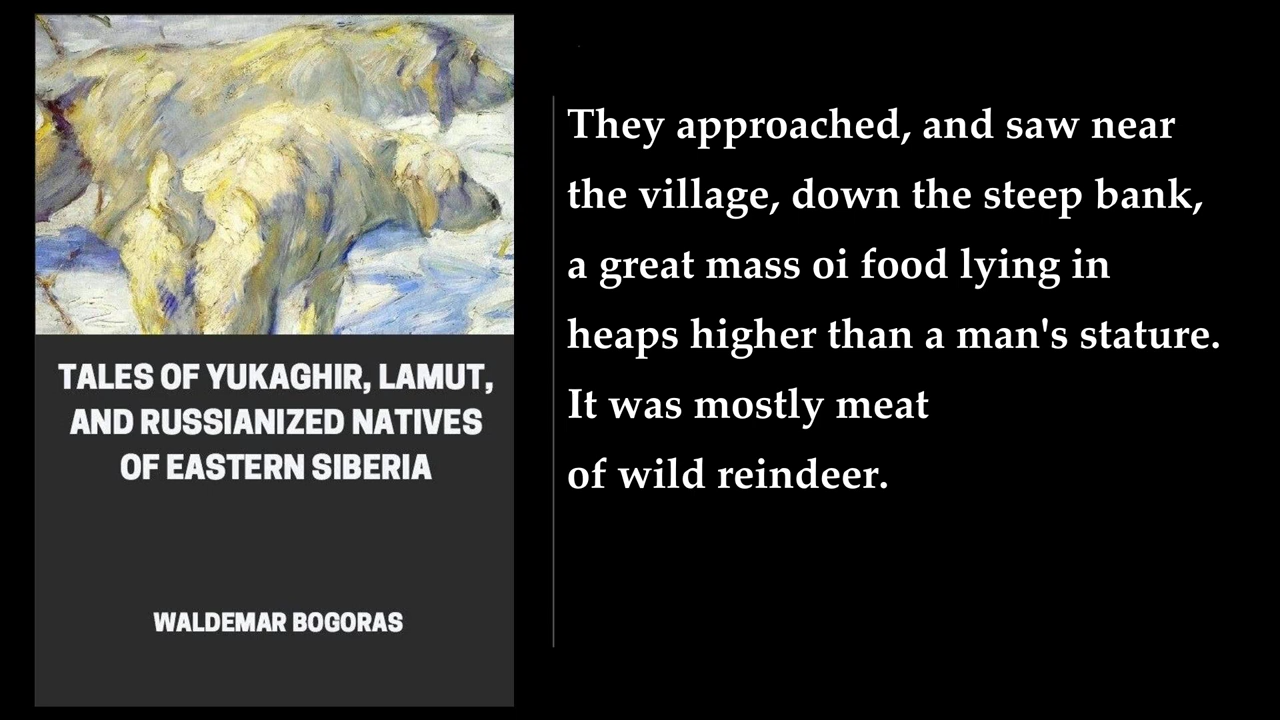 TALES OF YUKAGHIR, LAMUT,
AND RUSSIANIZED NATIVES
OF EASTERN SIBERIA
WALDEMAR BOGORAS
They approached, and saw near
the village, down the steep bank,
a great mass oi food lying in
heaps higher than a man's stature.
It was mostly meat
of wild reindeer.